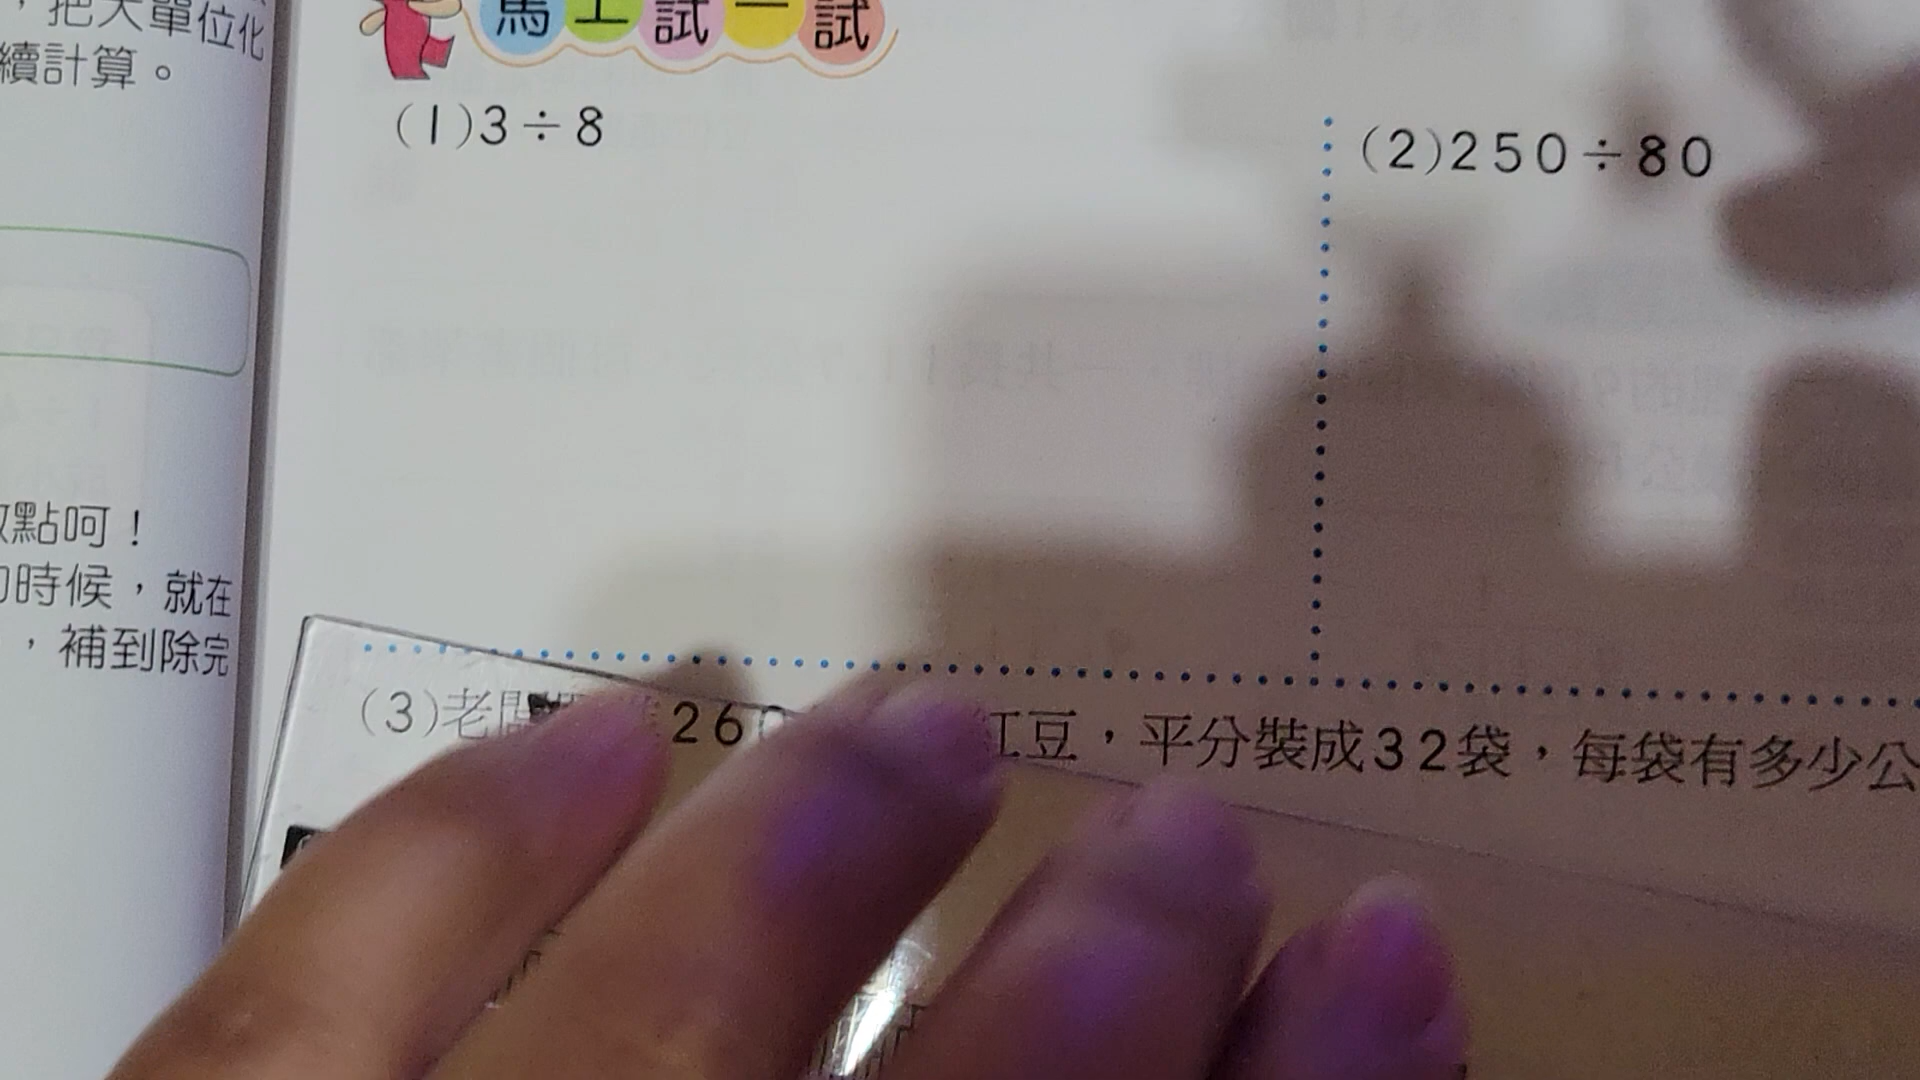 ，把大單位化
續計算。
點呵！
時候，就在
，補到除完
馬上試一試
(1)3÷8
(2)250÷80
(3)老闆 26 紅豆，平分裝成32袋，每袋有多少公